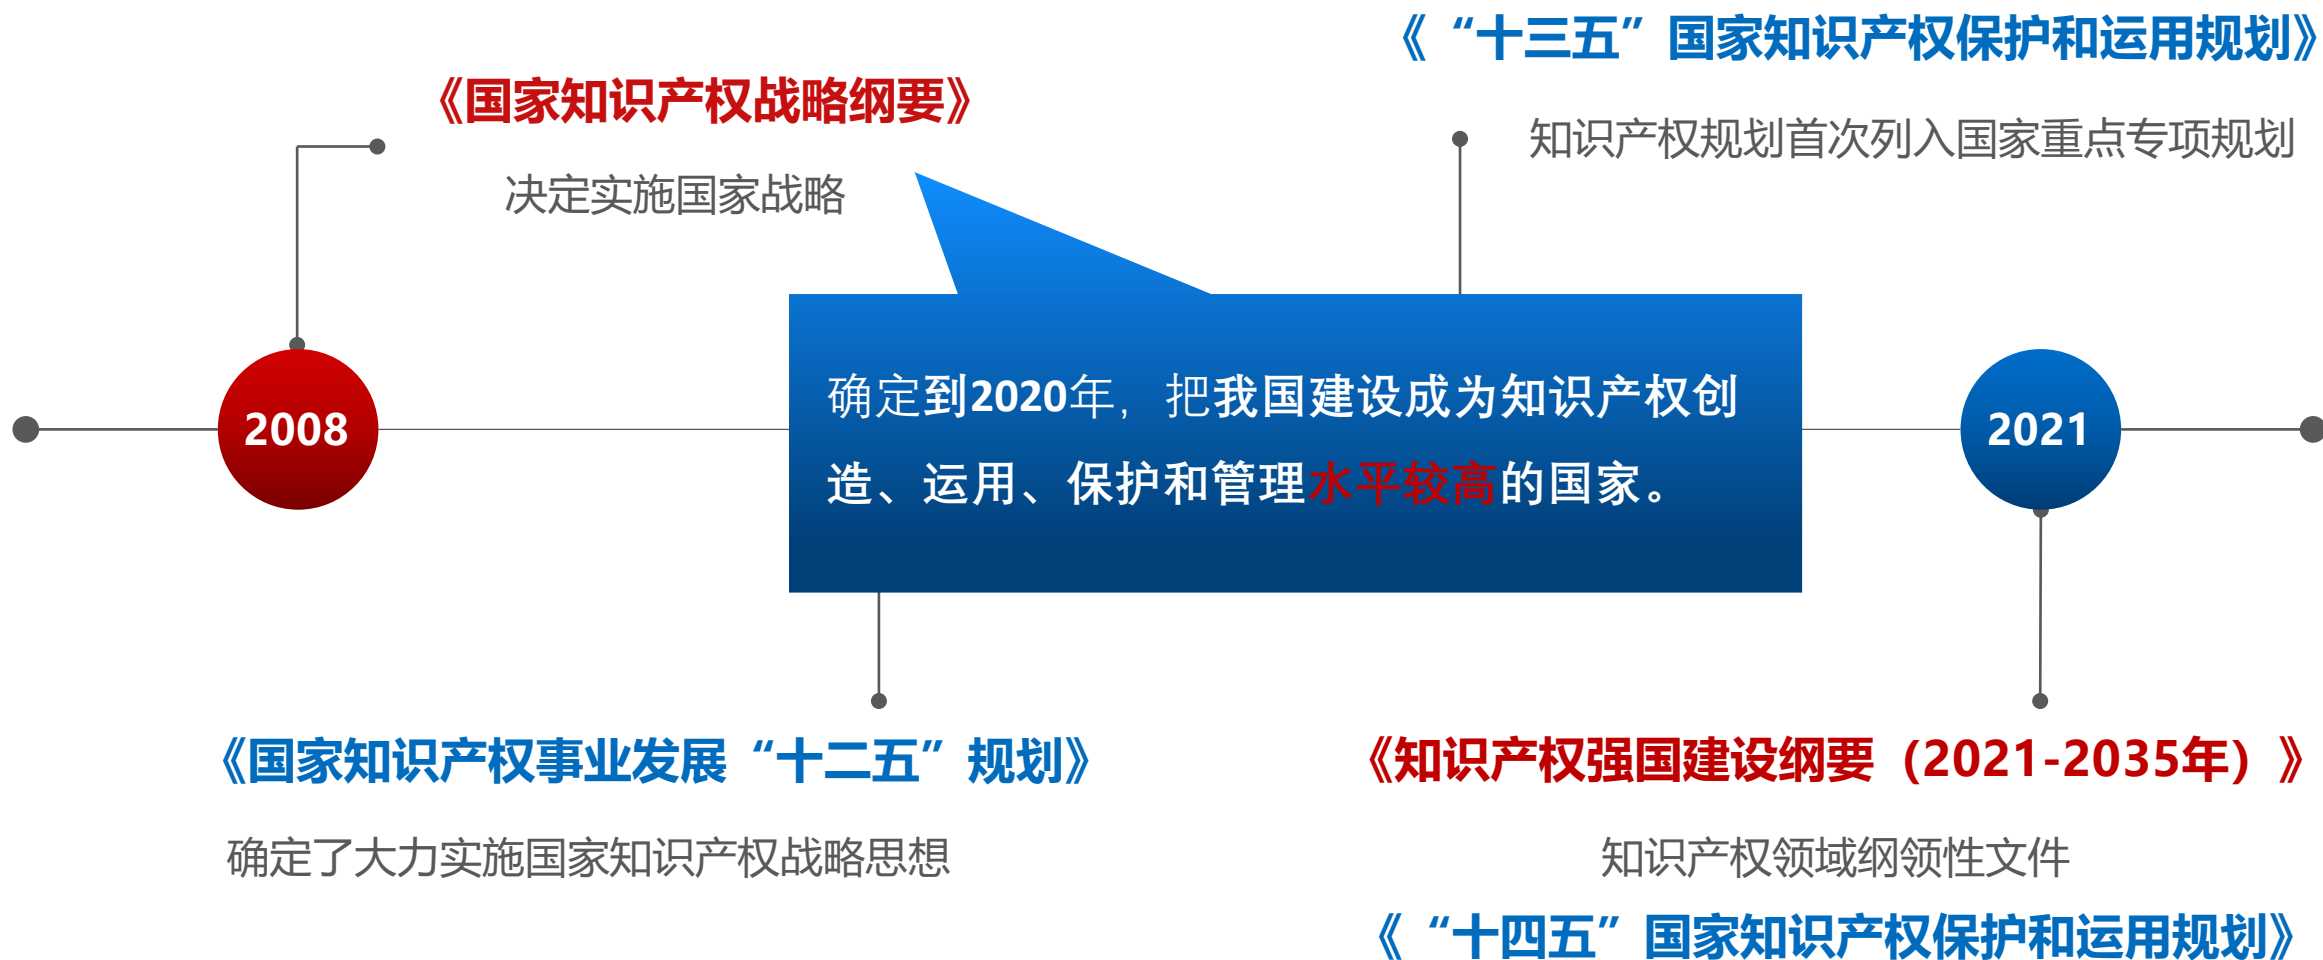 《“十三五”国家知识产权保护和运用规划》
《国家知识产权战略纲要》
知识产权规划首次列入国家重点专项规划
决定实施国家战略
2008
确定到2020年，把我国建设成为知识产权创
造、运用、保护和管理水平较高的国家。
2021
《国家知识产权事业发展“十二五”规划》
确定了大力实施国家知识产权战略思想
《知识产权强国建设纲要（2021-2035年）》
知识产权领域纲领性文件
《“十四五”国家知识产权保护和运用规划》